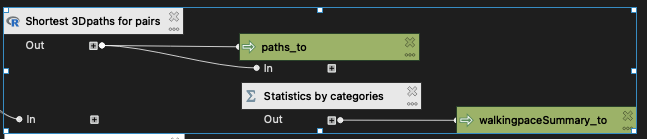 Shortest 3Dpaths for pairs
Out
paths_to
In
Statistics by categories
In
Out
walkingpaceSummary_to